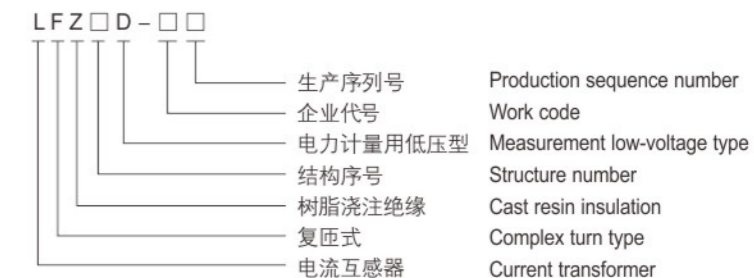 LFZ□D-□□
生产序列号 Production sequence number
企业代号 Work code
电力计量用低压型 Measurement low-voltage type
结构序号 Structure number
树脂浇注绝缘 Cast resin insulation
复匝式 Complex turn type
电流互感器 Current transformer